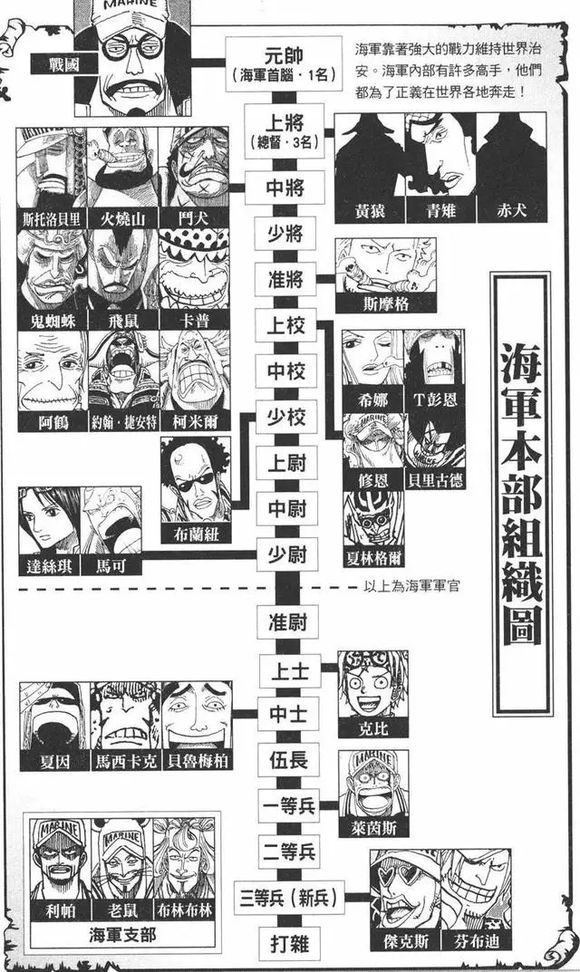 MARINE
戰國
元帥
(海軍首腦·1名)
海軍靠著強大的戰力維持世界治
安。海軍內部有許多高手，他們
都為了正義在世界各地奔走！
上將
(總督·3名)
黃猿
青雉
赤犬
中將
斯托洛貝里
火燒山
鬥犬
鬼蜘蛛
飛鼠
卡普
阿鶴
約翰·捷安特
柯米爾
少將
准將
斯摩格
上校
希娜
T彭恩
修恩
貝里古德
夏林格爾
中校
少校
布蘭紐
上尉
中尉
少尉
達絲琪
馬可
以上為海軍軍官
准尉
上士
克比
中士
夏因
馬西卡克
貝魯梅柏
伍長
一等兵
MARINE
萊茵斯
二等兵
三等兵（新兵）
傑克斯
芬布迪
打雜
MARINE
MARINE
利帕
老鼠
布林布林
海軍支部
海軍本部組織圖